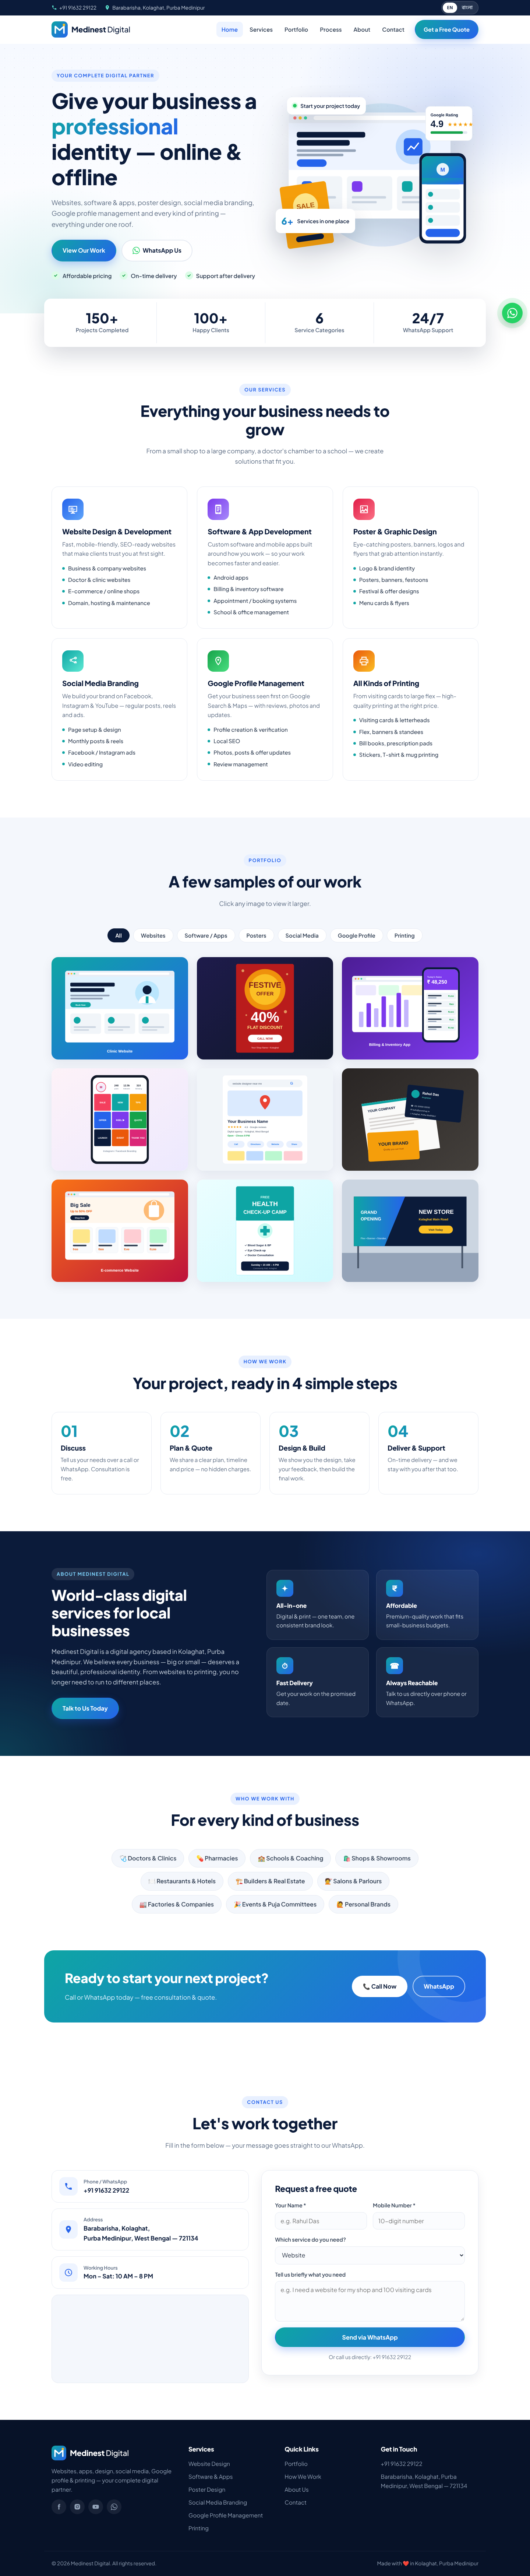 +91 91632 29122
Barabarisha, Kolaghat, Purba Medinipur
EN
বাংলা
Medinest Digital
Home
Services
Portfolio
Process
About
Contact
Get a Free Quote
YOUR COMPLETE DIGITAL PARTNER
Give your business a
professional
identity — online &
offline
Websites, software & apps, poster design, social media branding,
Google profile management and every kind of printing —
everything under one roof.
View Our Work
WhatsApp Us
Affordable pricing
On-time delivery
Support after delivery
Start your project today
Google Rating
4.9 ★★★★★
M
SALE
6+ Services in one place
150+
Projects Completed
100+
Happy Clients
6
Service Categories
24/7
WhatsApp Support
OUR SERVICES
Everything your business needs to
grow
From a small shop to a large company, a doctor's chamber to a school — we create
solutions that fit you.
Website Design & Development
Fast, mobile-friendly, SEO-ready websites
that make clients trust you at first sight.
Business & company websites
Doctor & clinic websites
E-commerce / online shops
Domain, hosting & maintenance
Software & App Development
Custom software and mobile apps built
around how you work — so your work
becomes faster and easier.
Android apps
Billing & inventory software
Appointment / booking systems
School & office management
Poster & Graphic Design
Eye-catching posters, banners, logos and
flyers that grab attention instantly.
Logo & brand identity
Posters, banners, festoons
Festival & offer designs
Menu cards & flyers
Social Media Branding
We build your brand on Facebook,
Instagram & YouTube — regular posts, reels
and ads.
Page setup & design
Monthly posts & reels
Facebook / Instagram ads
Video editing
Google Profile Management
Get your business seen first on Google
Search & Maps — with reviews, photos and
updates.
Profile creation & verification
Local SEO
Photos, posts & offer updates
Review management
All Kinds of Printing
From visiting cards to large flex — high-
quality printing at the right price.
Visiting cards & letterheads
Flex, banners & standees
Bill books, prescription pads
Stickers, T-shirt & mug printing
PORTFOLIO
A few samples of our work
Click any image to view it larger.
All
Websites
Software / Apps
Posters
Social Media
Google Profile
Printing
Clinic Website
FESTIVE
OFFER
40%
FLAT DISCOUNT
CALL NOW
₹ 48,250
Billing & Inventory App
Your Business Name
YOUR COMPANY
Rahul Das
YOUR BRAND
Big Sale
E-commerce Website
FREE
HEALTH
CHECK-UP CAMP
GRAND
OPENING
NEW STORE
HOW WE WORK
Your project, ready in 4 simple steps
01
Discuss
Tell us your needs over a call or
WhatsApp. Consultation is
free.
02
Plan & Quote
We share a clear plan, timeline
and price — no hidden charges.
03
Design & Build
We show you the design, take
your feedback, then build the
final work.
04
Deliver & Support
On-time delivery — and we
stay with you after that too.
ABOUT MEDINEST DIGITAL
World-class digital
services for local
businesses
Medinest Digital is a digital agency based in Kolaghat, Purba
Medinipur. We believe every business — big or small — deserves a
beautiful, professional identity. From websites to printing, you no
longer need to run to different places.
Talk to Us Today
All-in-one
Digital & print — one team, one
consistent brand look.
₹
Affordable
Premium-quality work that fits
small-business budgets.
Fast Delivery
Get your work on the promised
date.
Always Reachable
Talk to us directly over phone or
WhatsApp.
WHO WE WORK WITH
For every kind of business
Doctors & Clinics
Pharmacies
Schools & Coaching
Shops & Showrooms
Restaurants & Hotels
Builders & Real Estate
Salons & Parlours
Factories & Companies
Events & Puja Committees
Personal Brands
Ready to start your next project?
Call or WhatsApp today — free consultation & quote.
Call Now
WhatsApp
CONTACT US
Let's work together
Fill in the form below — your message goes straight to our WhatsApp.
Phone / WhatsApp
+91 91632 29122
Address
Barabarisha, Kolaghat,
Purba Medinipur, West Bengal — 721134
Working Hours
Mon – Sat: 10 AM – 8 PM
Request a free quote
Your Name *
Mobile Number *
e.g. Rahul Das
10-digit number
Which service do you need?
Website
Tell us briefly what you need
e.g. I need a website for my shop and 100 visiting cards
Send via WhatsApp
Or call us directly: +91 91632 29122
Medinest Digital
Websites, apps, design, social media, Google
profile & printing — your complete digital
partner.
Services
Website Design
Software & Apps
Poster Design
Social Media Branding
Google Profile Management
Printing
Quick Links
Portfolio
How We Work
About Us
Contact
Get in Touch
+91 91632 29122
Barabarisha, Kolaghat, Purba
Medinipur, West Bengal — 721134
© 2026 Medinest Digital. All rights reserved.
Made with ❤️ in Kolaghat, Purba Medinipur